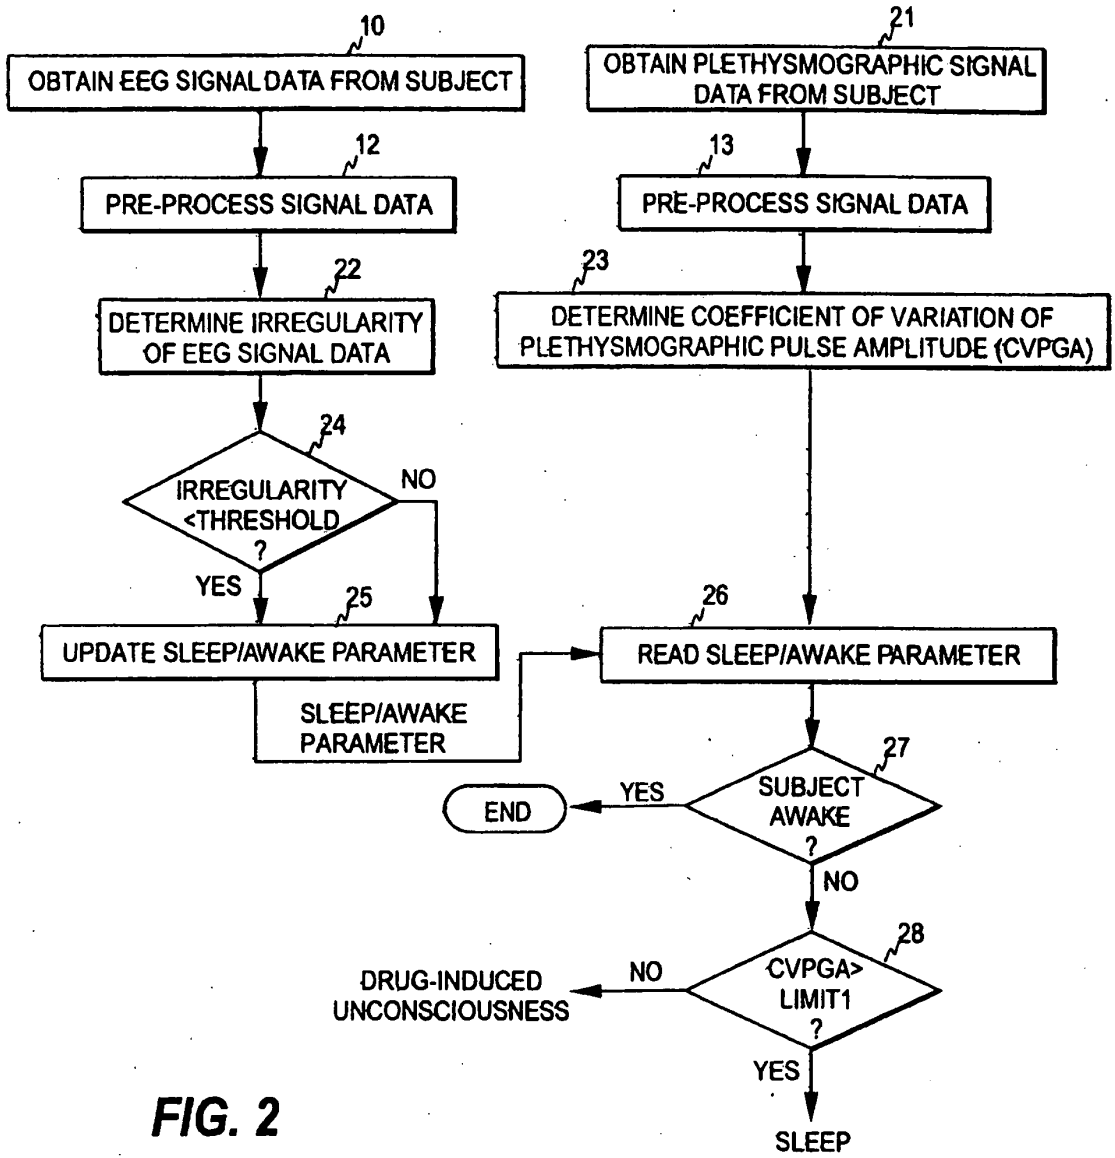 10
OBTAIN EEG SIGNAL DATA FROM SUBJECT
12
PRE-PROCESS SIGNAL DATA
22
DETERMINE IRREGULARITY
OF EEG SIGNAL DATA
24
IRREGULARITY
<THRESHOLD
?
NO
YES
25
UPDATE SLEEP/AWAKE PARAMETER
SLEEP/AWAKE
PARAMETER
21
OBTAIN PLETHYSMOGRAPHIC SIGNAL
DATA FROM SUBJECT
13
PRE-PROCESS SIGNAL DATA
23
DETERMINE COEFFICIENT OF VARIATION OF
PLETHYSMOGRAPHIC PULSE AMPLITUDE (CVPGA)
26
READ SLEEP/AWAKE PARAMETER
27
SUBJECT
AWAKE
?
YES
END
NO
28
CVPGA>
LIMIT1
?
NO
DRUG-INDUCED
UNCONSCIOUSNESS
YES
SLEEP
FIG. 2